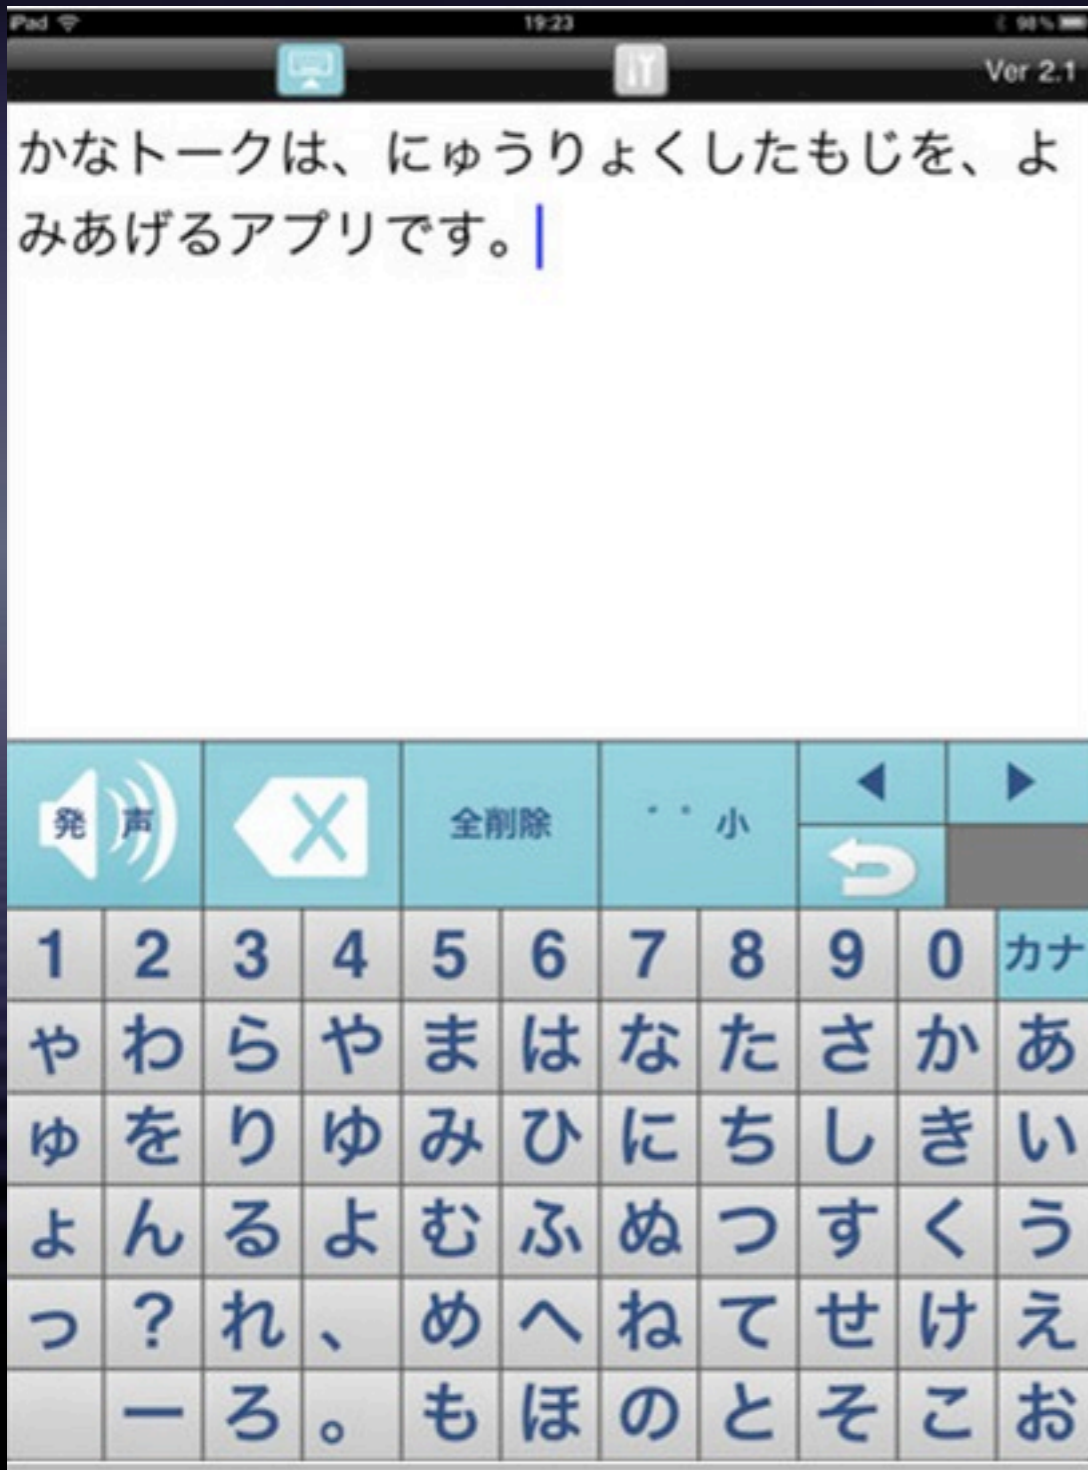 iPad 19:23 98%
Ver 2.1
かなトークは、にゅうりょくしたもじを、よ
みあげるアプリです。
発声 全削除 ゛゜小
1 2 3 4 5 6 7 8 9 0 カナ
ゃ わ ら や ま は な た さ か あ
ゅ を り ゆ み ひ に ち し き い
ょ ん る よ む ふ ぬ つ す く う
っ ? れ 、 め へ ね て せ け え
ー ろ 。 も ほ の と そ こ お